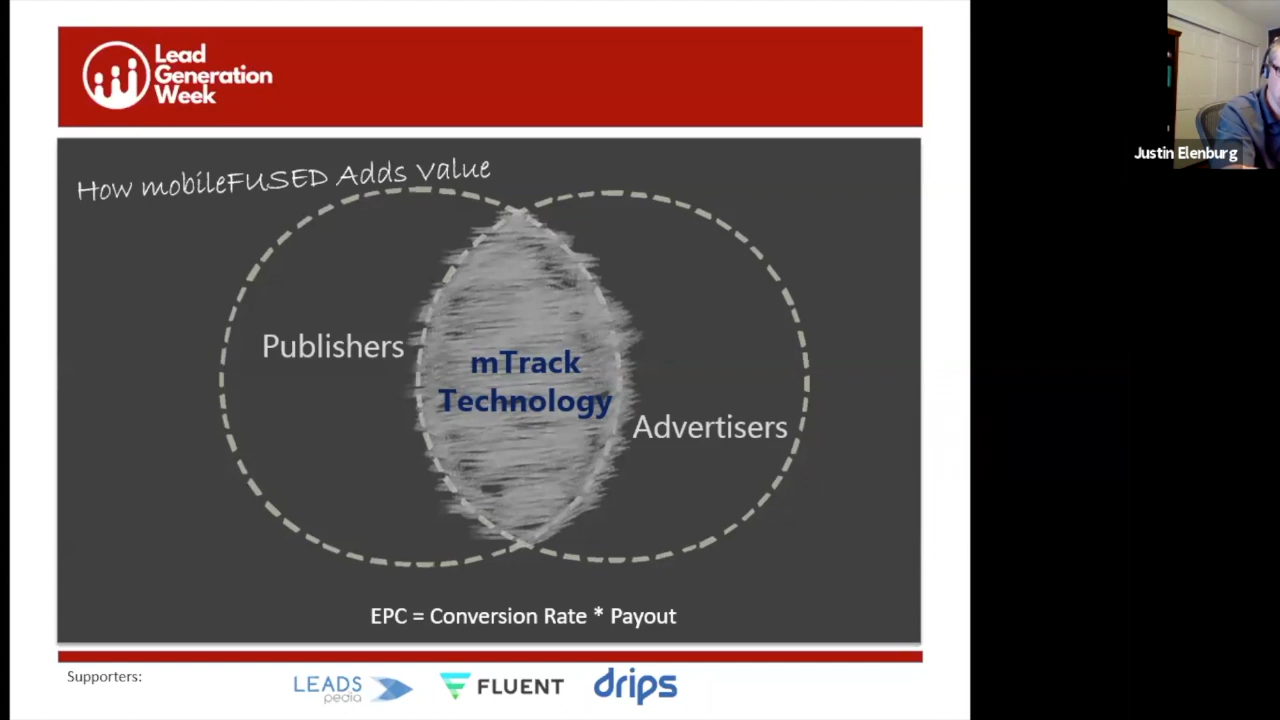 Lead
Generation
Week
Justin Elenburg
How mobileFUSED Adds Value
Publishers
mTrack
Technology
Advertisers
EPC = Conversion Rate * Payout
Supporters:
LEADS
pedia
FLUENT
drips